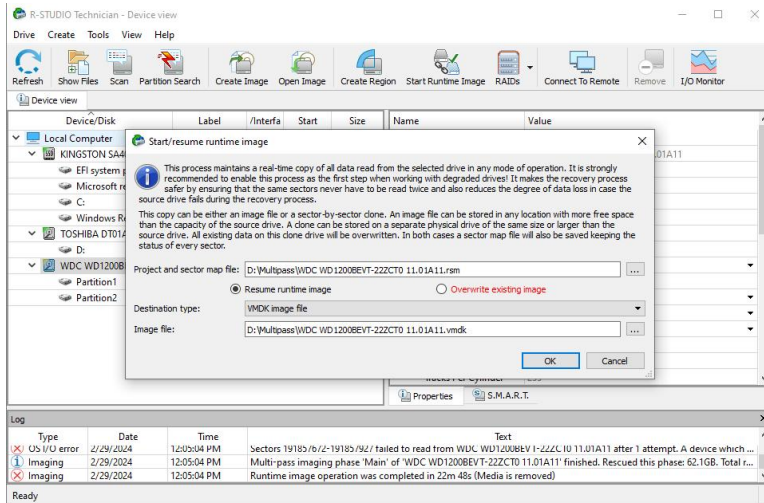 R-STUDIO Technician - Device view
Drive Create Tools View Help
Refresh Show Files Scan Partition Search Create Image Open Image Create Region Start Runtime Image RAIDs Connect To Remote Remove I/O Monitor
Device view
Device/Disk Label /Interfa Start Size Name Value
Local Computer
KINGSTON SA4
EFI system p
Microsoft re
C:
Windows Re
TOSHIBA DT01A
D:
WDC WD1200B
Partition1
Partition2
.01A11
Start/resume runtime image
This process maintains a real-time copy of all data read from the selected drive in any mode of operation. It is strongly
recommended to enable this process as the first step when working with degraded drives! It makes the recovery process
safer by ensuring that the same sectors never have to be read twice and also reduces the degree of data loss in case the
source drive fails during the recovery process.
This copy can be either an image file or a sector-by-sector clone. An image file can be stored in any location with more free space
than the capacity of the source drive. A clone can be stored on a separate physical drive of the same size or larger than the
source drive. All existing data on this clone drive will be overwritten. In both cases a sector map file will also be saved keeping the
status of every sector.
Project and sector map file: D:\Multipass\WDC WD1200BEVT-22ZCT0 11.01A11.rsm ...
Resume runtime image Overwrite existing image
Destination type: VMDK image file
Image file: D:\Multipass\WDC WD1200BEVT-22ZCT0 11.01A11.vmdk ...
OK Cancel
Tracks Per Cylinder 255
Properties S.M.A.R.T.
Log
Type Date Time Text
OS I/O error 2/29/2024 12:05:04 PM Sectors 191857672-191857927 failed to read from WDC WD1200BEVT-22ZCT0 11.01A11 after 1 attempt. A device which ...
Imaging 2/29/2024 12:05:04 PM Multi-pass imaging phase 'Main' of 'WDC WD1200BEVT-22ZCT0 11.01A11' finished. Rescued this phase: 62.1GB. Total r...
Imaging 2/29/2024 12:05:04 PM Runtime image operation was completed in 22m 48s (Media is removed)
Ready